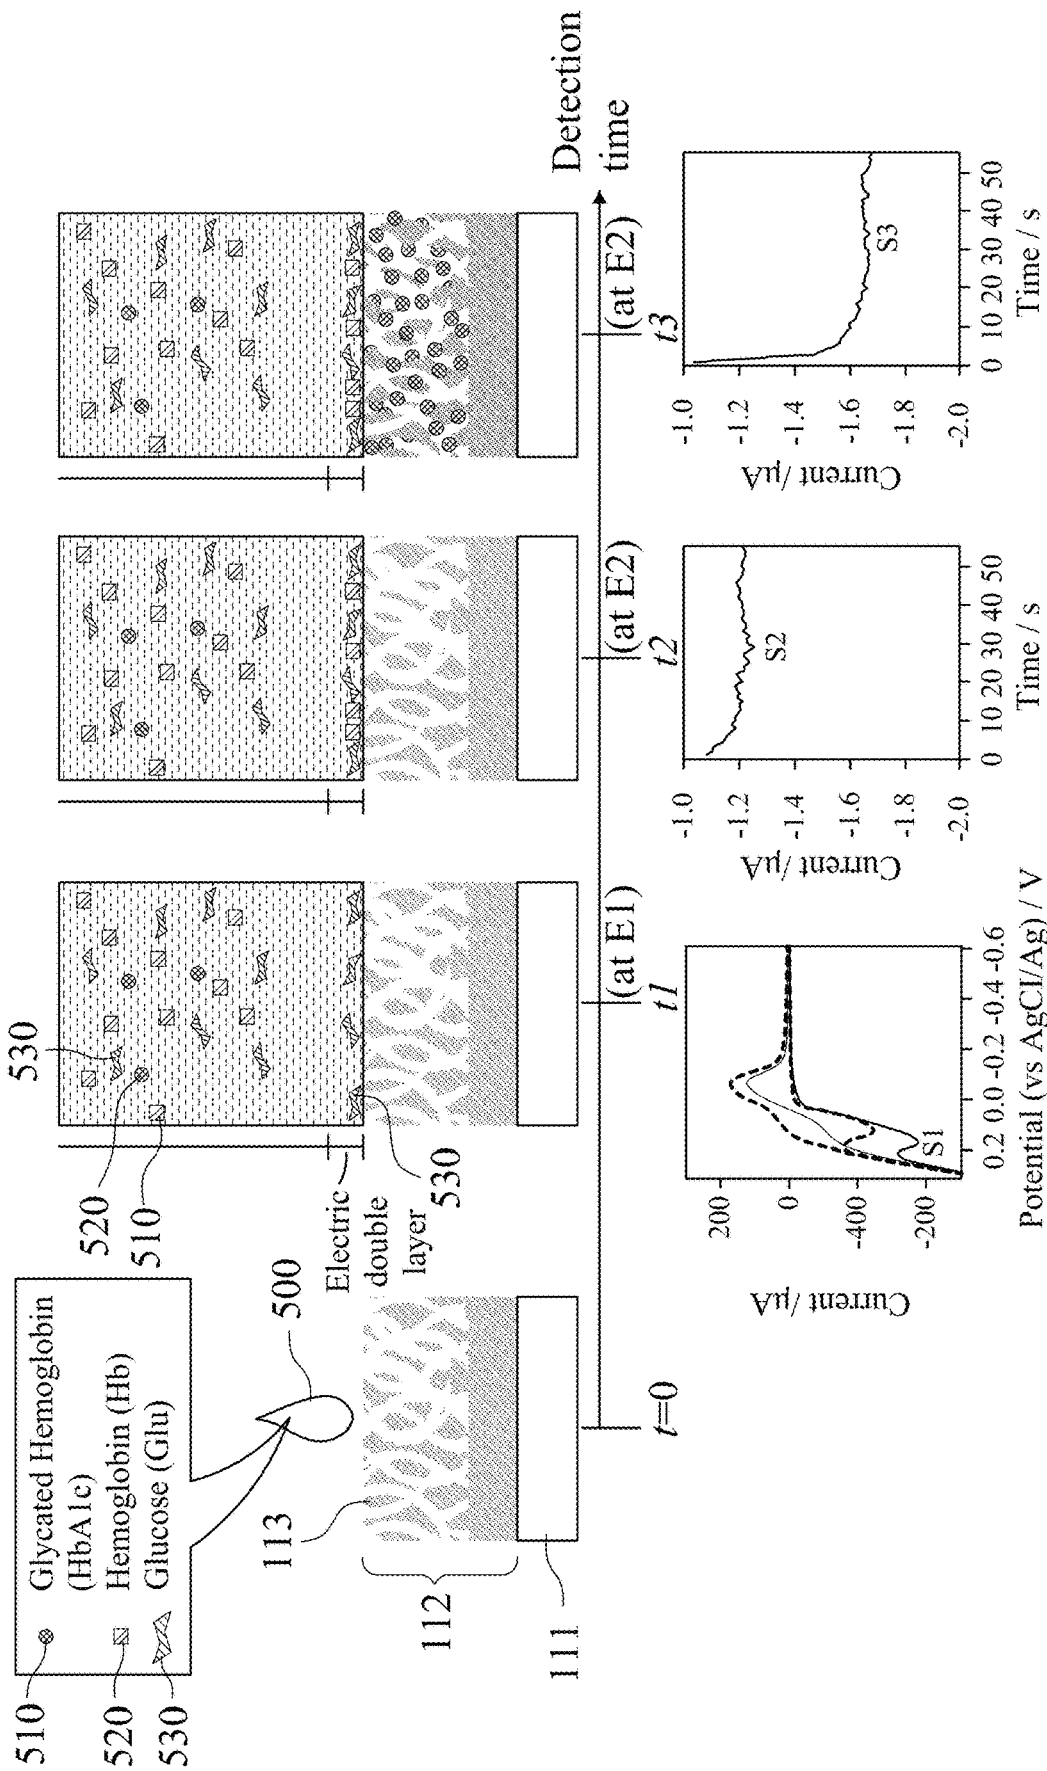 510
Glycated Hemoglobin
(HbA1c)
520
Hemoglobin (Hb)
530
Glucose (Glu)
500
113
112
111
520
510
530
Electric
double
layer
530
t=0
t1
(at E1)
t2
(at E2)
t3
(at E2)
Detection
time
Current /µA
200
0
-400
-200
S1
0.2 0.0 -0.2 -0.4 -0.6
Potential (vs AgCl/Ag) / V
Current /µA
-1.0
-1.2
-1.4
-1.6
-1.8
-2.0
S2
0 10 20 30 40 50
Time / s
Current /µA
-1.0
-1.2
-1.4
-1.6
-1.8
-2.0
S3
0 10 20 30 40 50
Time / s